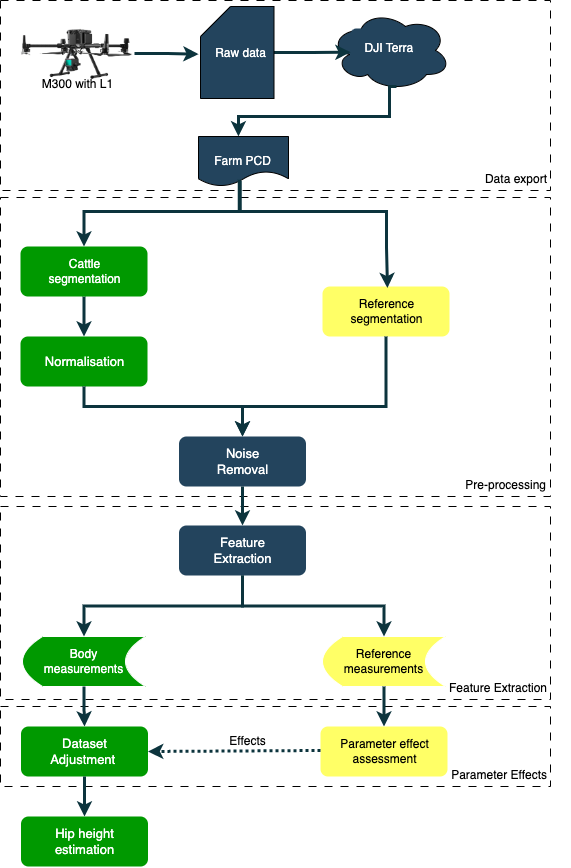 M300 with L1
Raw data
DJI Terra
Farm PCD
Data export
Cattle
segmentation
Reference
segmentation
Normalisation
Noise
Removal
Pre-processing
Feature
Extraction
Body
measurements
Reference
measurements
Feature Extraction
Dataset
Adjustment
Effects
Parameter effect
assessment
Parameter Effects
Hip height
estimation